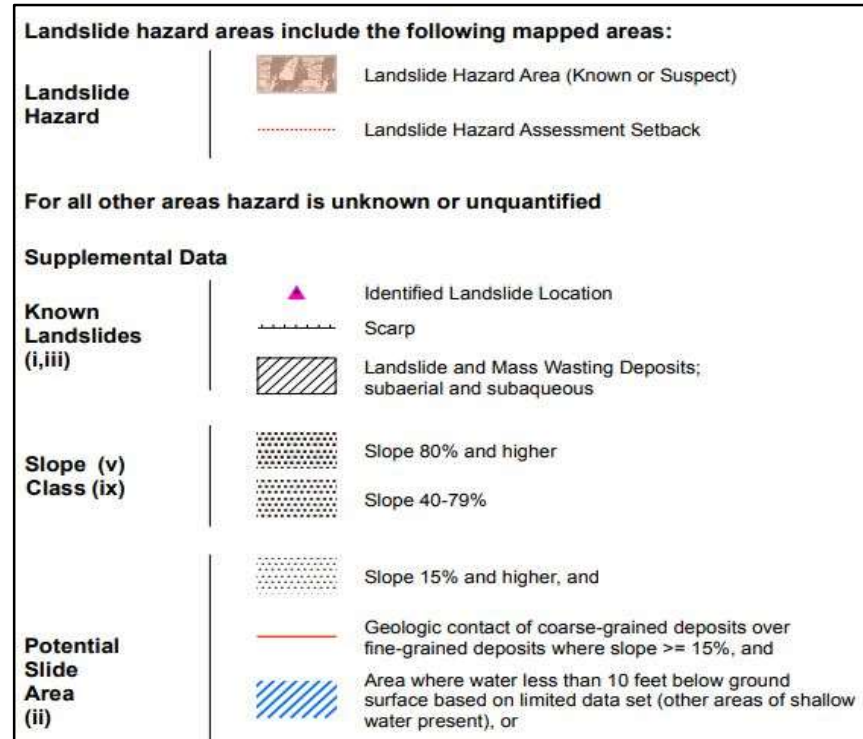 Landslide hazard areas include the following mapped areas:
Landslide
Hazard
Landslide Hazard Area (Known or Suspect)
Landslide Hazard Assessment Setback
For all other areas hazard is unknown or unquantified
Supplemental Data
Known
Landslides
(i,iii)
Identified Landslide Location
Scarp
Landslide and Mass Wasting Deposits;
subaerial and subaqueous
Slope (v)
Class (ix)
Slope 80% and higher
Slope 40-79%
Potential
Slide
Area
(ii)
Slope 15% and higher, and
Geologic contact of coarse-grained deposits over
fine-grained deposits where slope >= 15%, and
Area where water less than 10 feet below ground
surface based on limited data set (other areas of shallow
water present), or